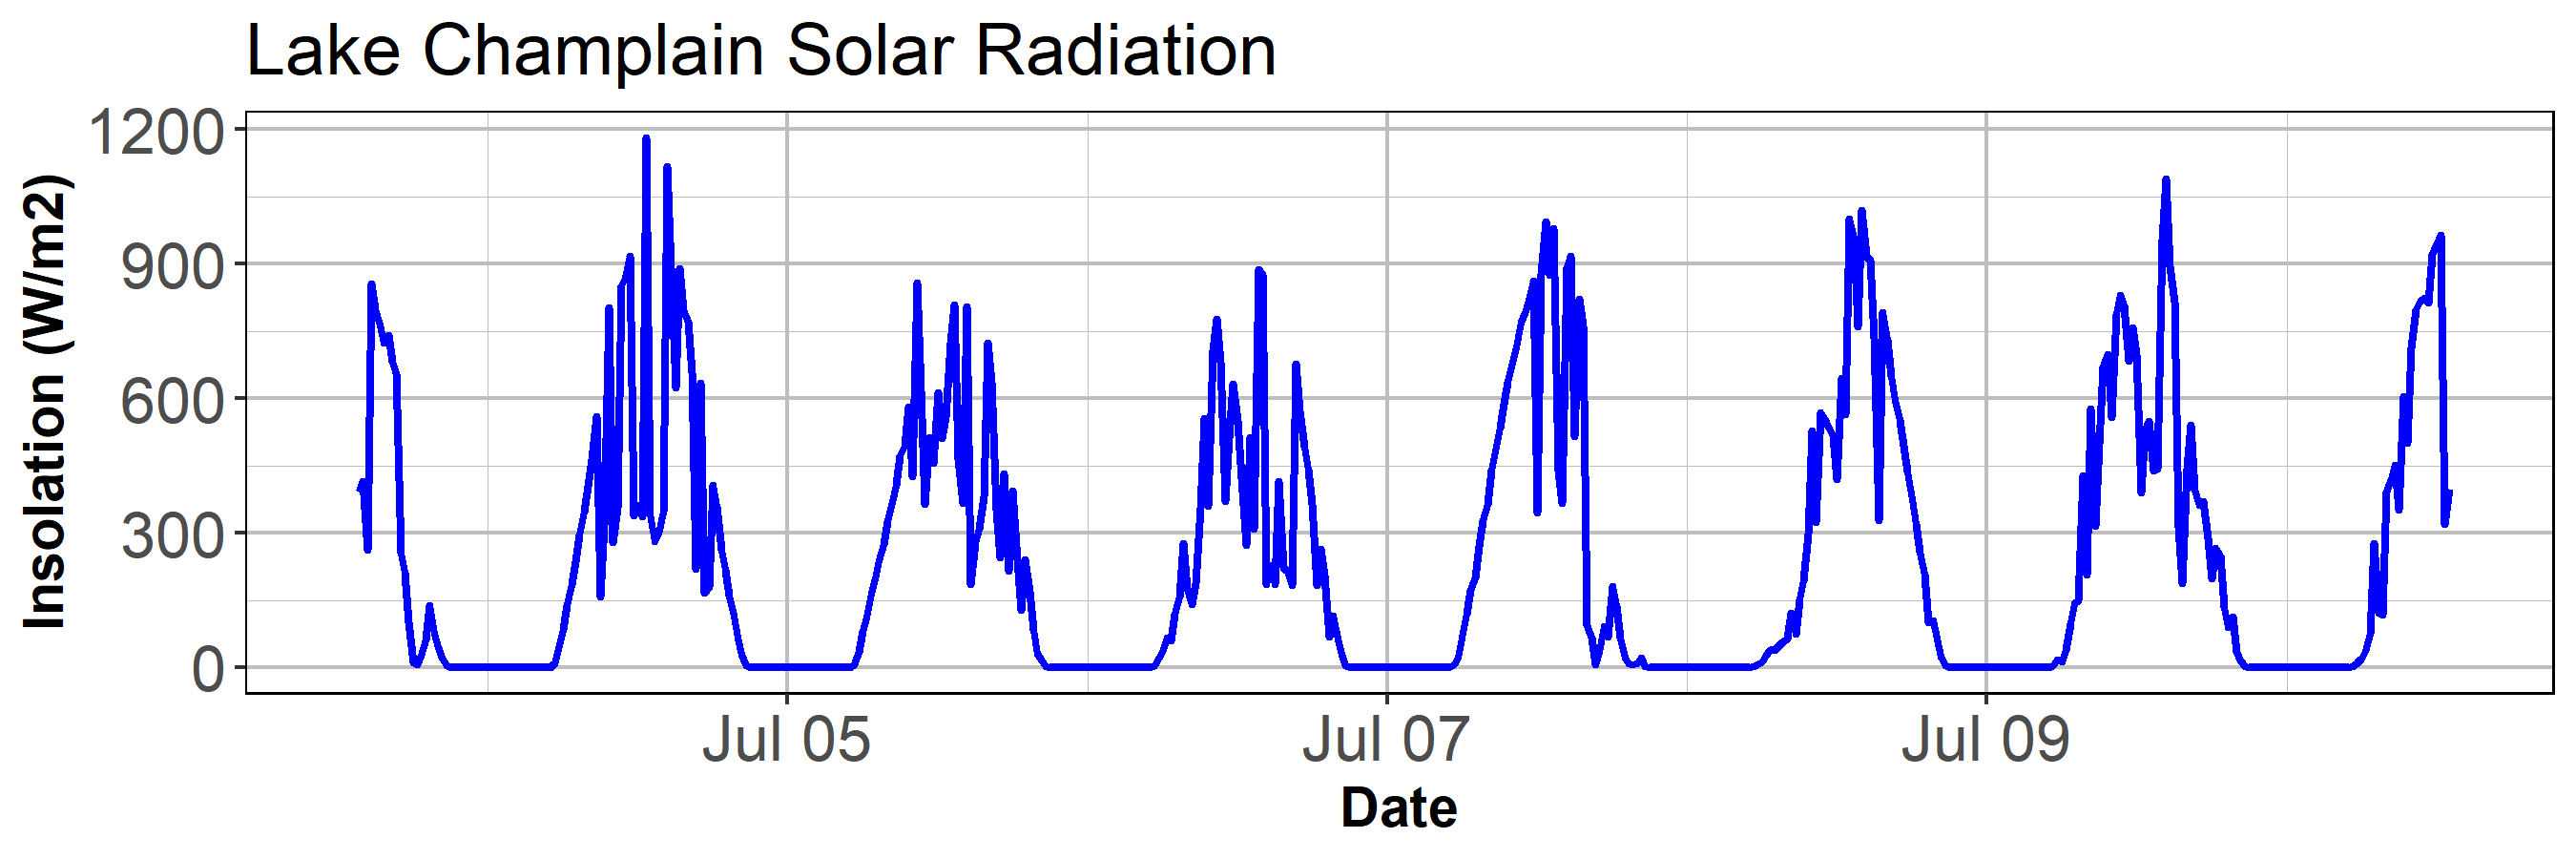 Lake Champlain Solar Radiation
Insolation (W/m2)
1200
900
600
300
0
Jul 05 Jul 07 Jul 09
Date